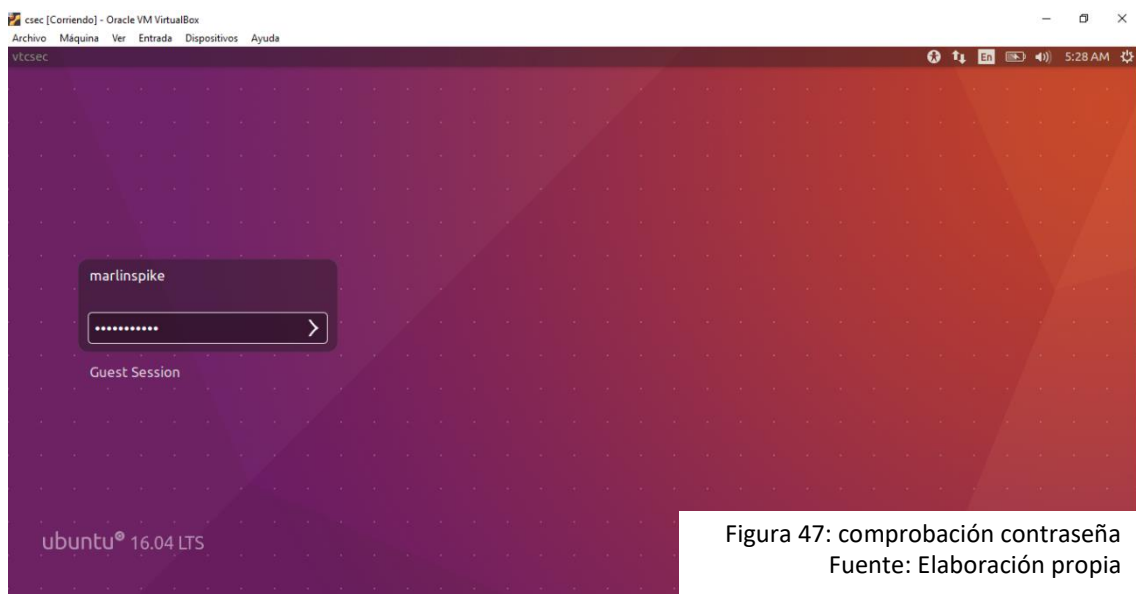 csec [Corriendo] - Oracle VM VirtualBox
Archivo Máquina Ver Entrada Dispositivos Ayuda
vtcsec En 5:28 AM
marlinspike
•••••••••••
Guest Session
ubuntu® 16.04 LTS
Figura 47: comprobación contraseña
Fuente: Elaboración propia